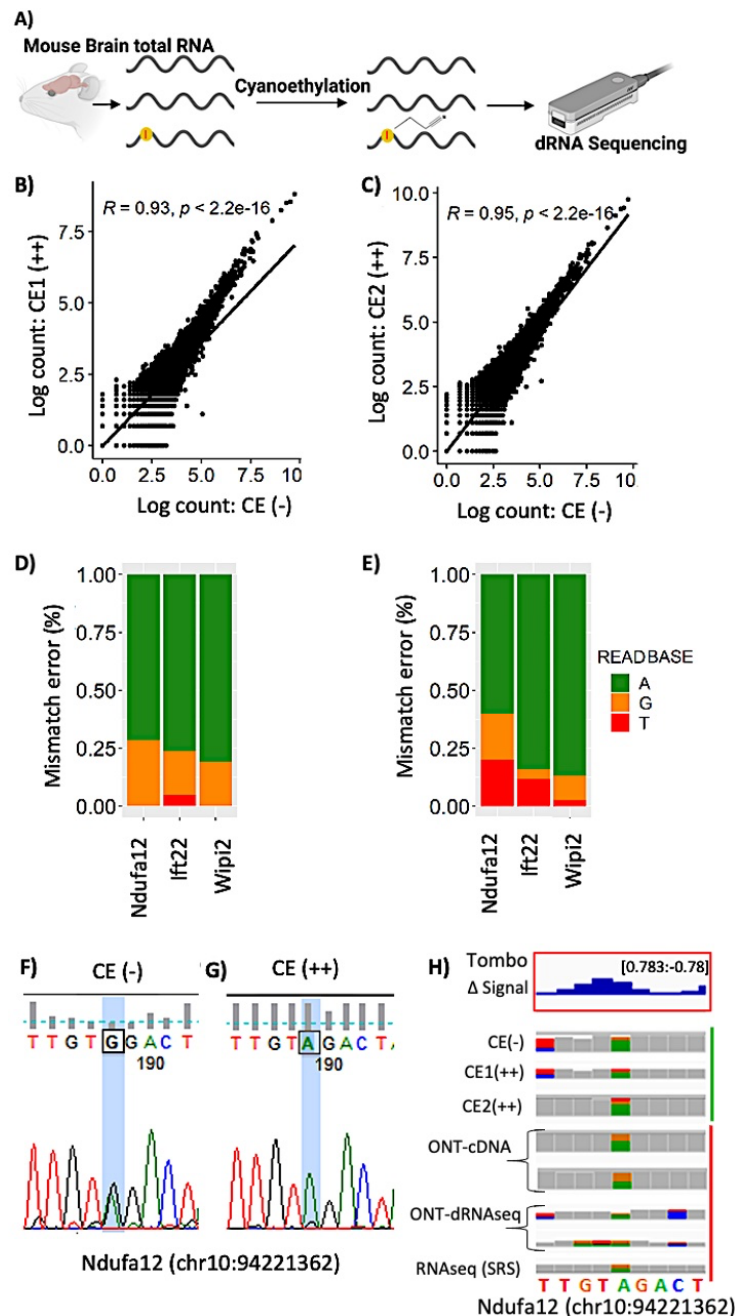 A)
Mouse Brain total RNA
Cyanoethylation
I
I
dRNA Sequencing
B)
R = 0.93, p < 2.2e-16
Log count: CE1 (++)
7.5
5.0
2.5
0.0
0.0 2.5 5.0 7.5 10
Log count: CE (-)
C)
R = 0.95, p < 2.2e-16
Log count: CE2 (++)
10.0
7.5
5.0
2.5
0.0
0.0 2.5 5.0 7.5 10
Log count: CE (-)
D)
Mismatch error (%)
1.00
0.75
0.50
0.25
0.00
Ndufa12
Ift22
Wipi2
E)
Mismatch error (%)
1.00
0.75
0.50
0.25
0.00
Ndufa12
Ift22
Wipi2
READBASE
A
G
T
F)
CE (-)
T T G T G G A C T
190
G)
CE (++)
T T G T A G A C T A
190
Ndufa12 (chr10:94221362)
H)
Tombo
Δ Signal
[0.783:-0.78]
CE(-)
CE1(++)
CE2(++)
ONT-cDNA
ONT-dRNAseq
RNAseq (SRS)
T T G T A G A C T
Ndufa12 (chr10:94221362)